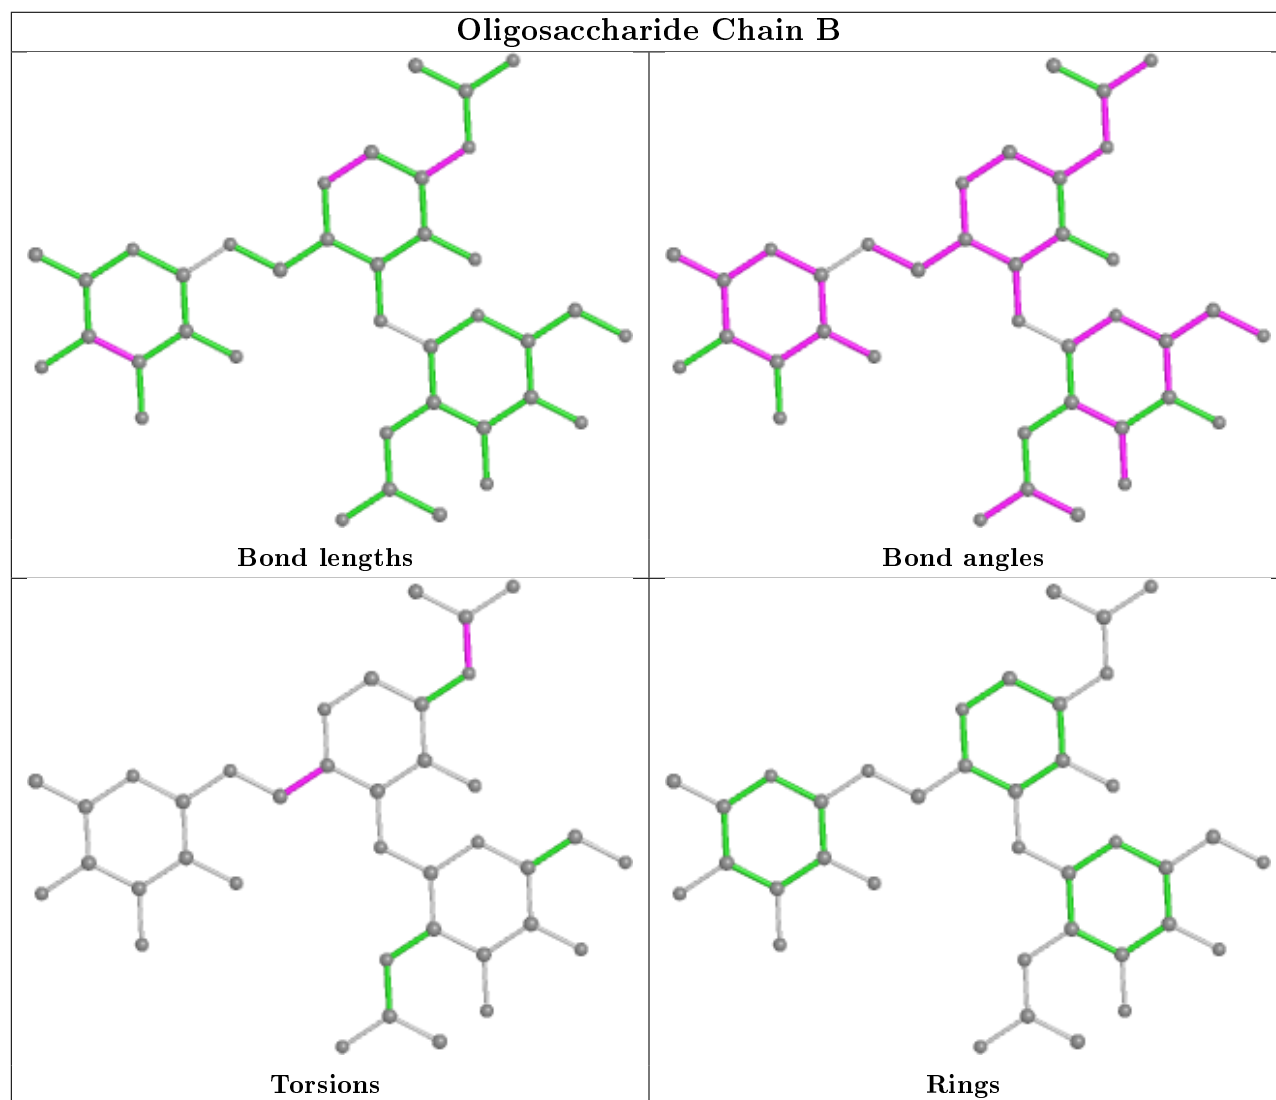 Oligosaccharide Chain B
Bond lengths
Bond angles
Torsions
Rings